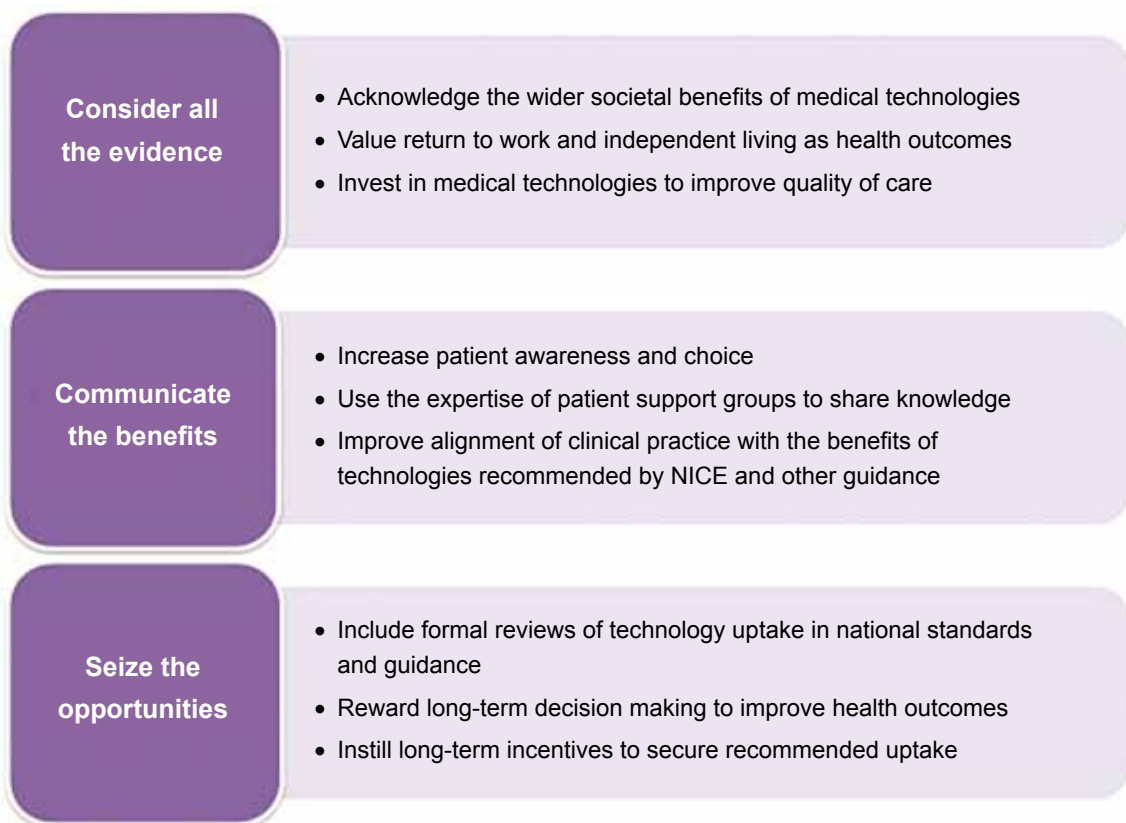 Consider all
the evidence
• Acknowledge the wider societal benefits of medical technologies
• Value return to work and independent living as health outcomes
• Invest in medical technologies to improve quality of care
Communicate
the benefits
• Increase patient awareness and choice
• Use the expertise of patient support groups to share knowledge
• Improve alignment of clinical practice with the benefits of
technologies recommended by NICE and other guidance
Seize the
opportunities
• Include formal reviews of technology uptake in national standards
and guidance
• Reward long-term decision making to improve health outcomes
• Instill long-term incentives to secure recommended uptake